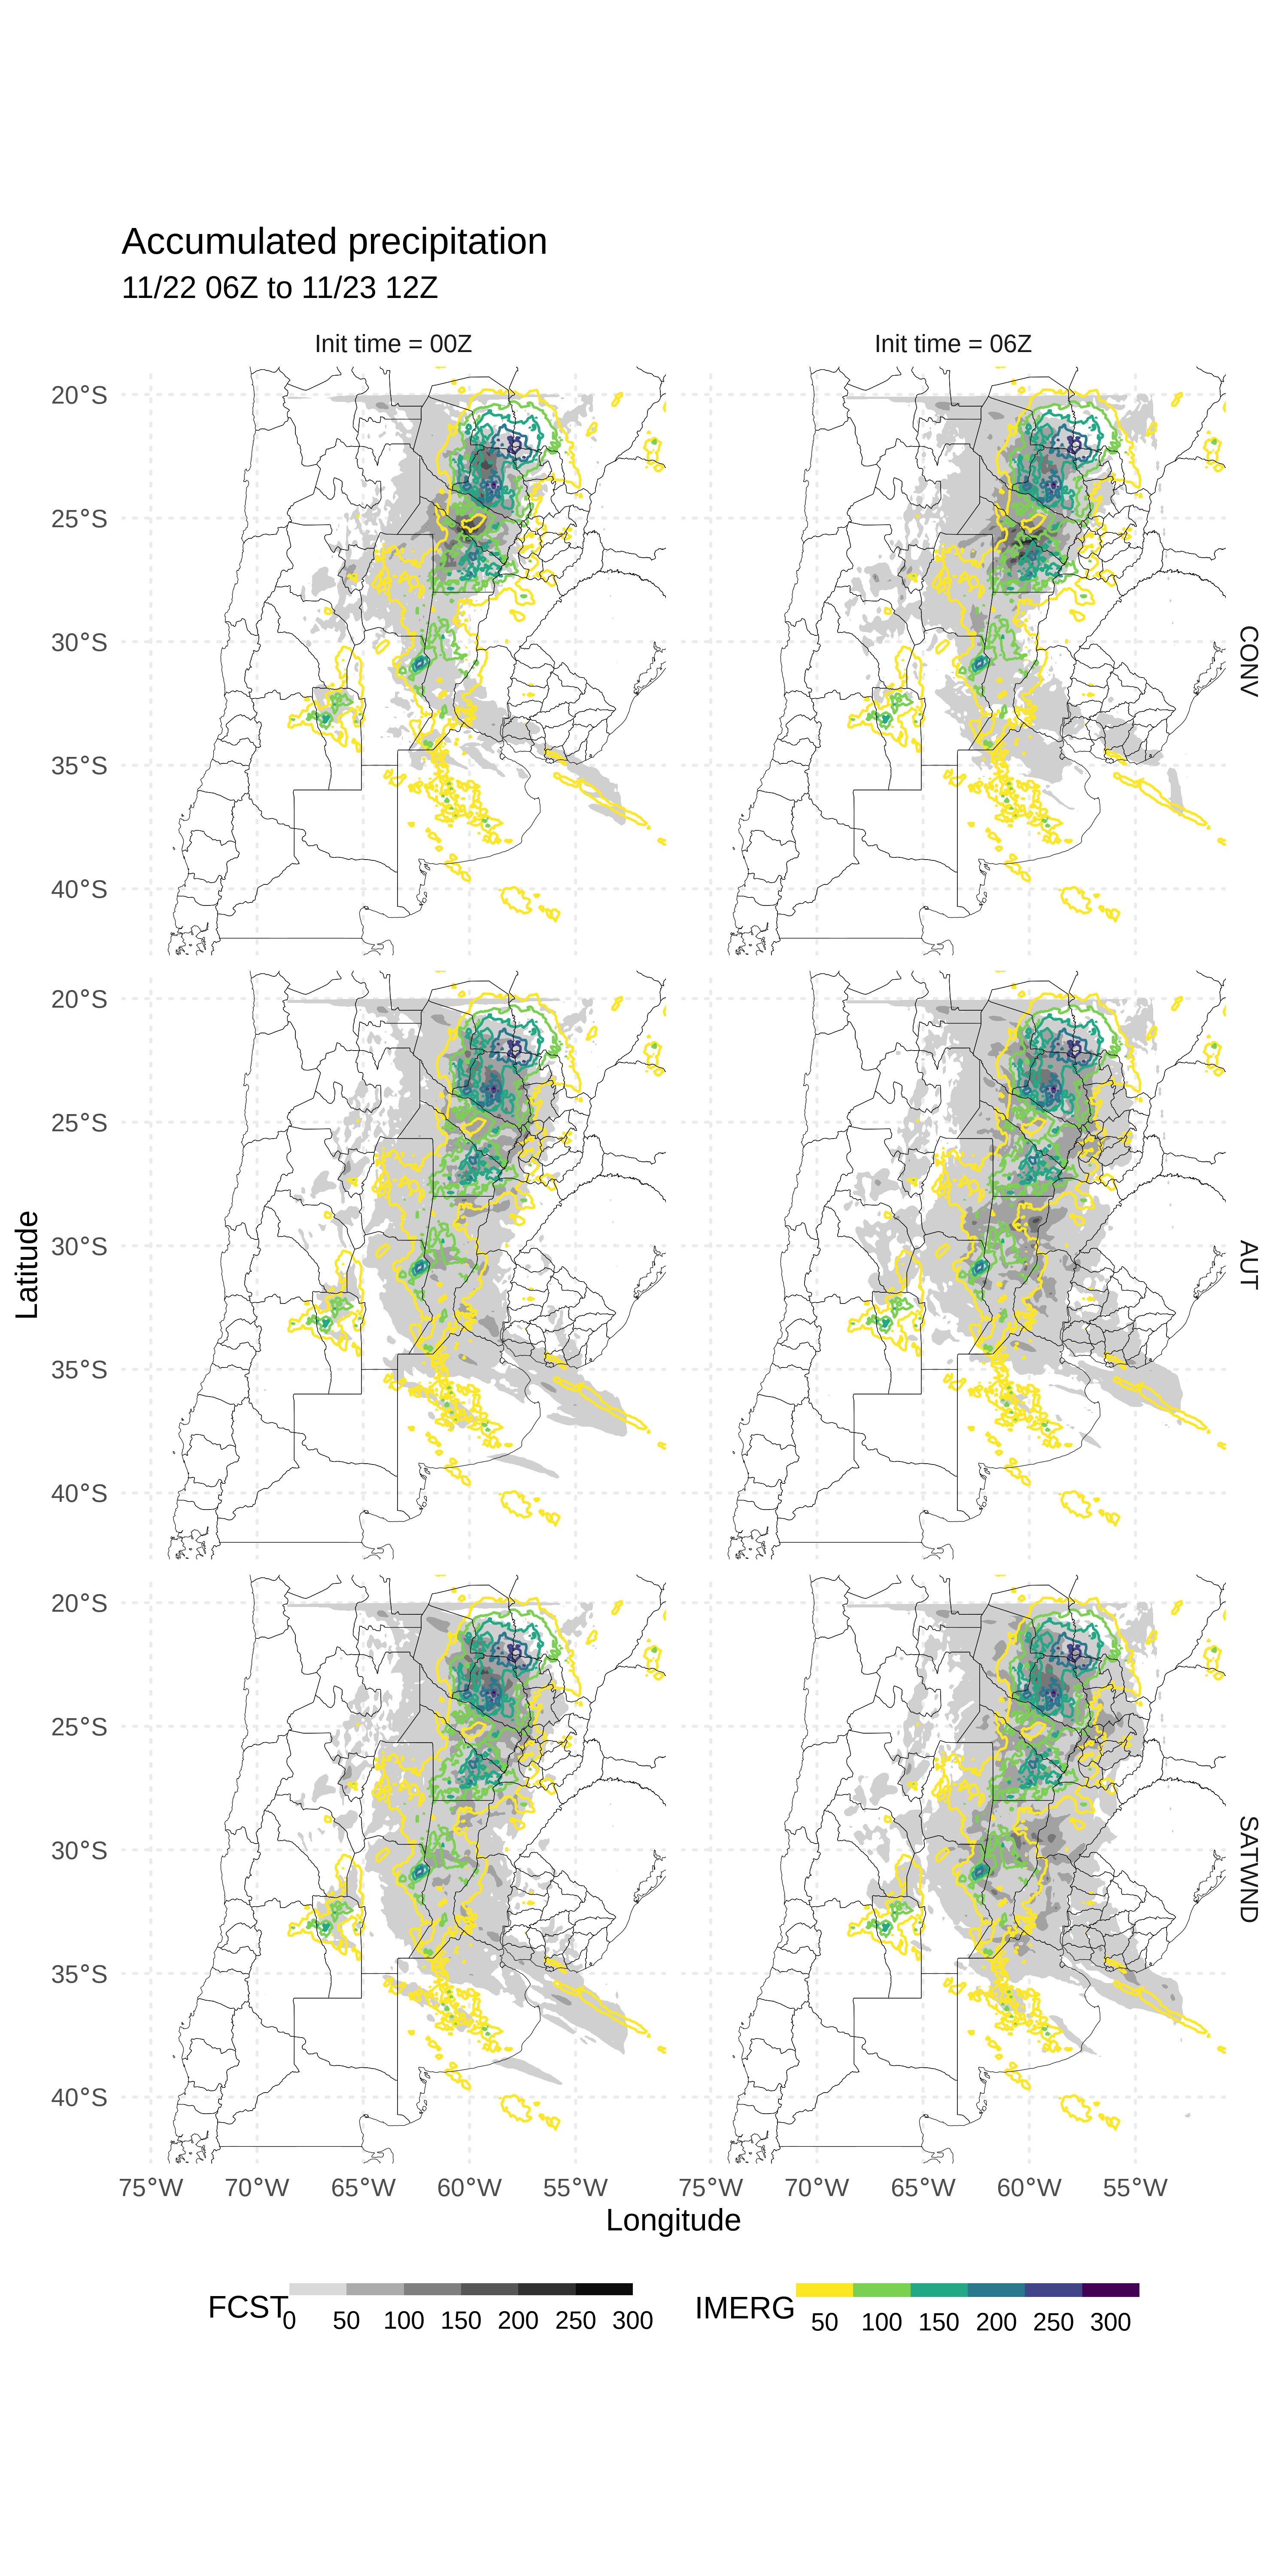 Accumulated precipitation
11/22 06Z to 11/23 12Z
Init time = 00Z
Init time = 06Z
20°S
25°S
30°S
35°S
40°S
CONV
20°S
25°S
30°S
35°S
40°S
AUT
Latitude
20°S
25°S
30°S
35°S
40°S
SATWND
75°W 70°W 65°W 60°W 55°W
75°W 70°W 65°W 60°W 55°W
Longitude
FCST
0 50 100 150 200 250 300
IMERG
50 100 150 200 250 300